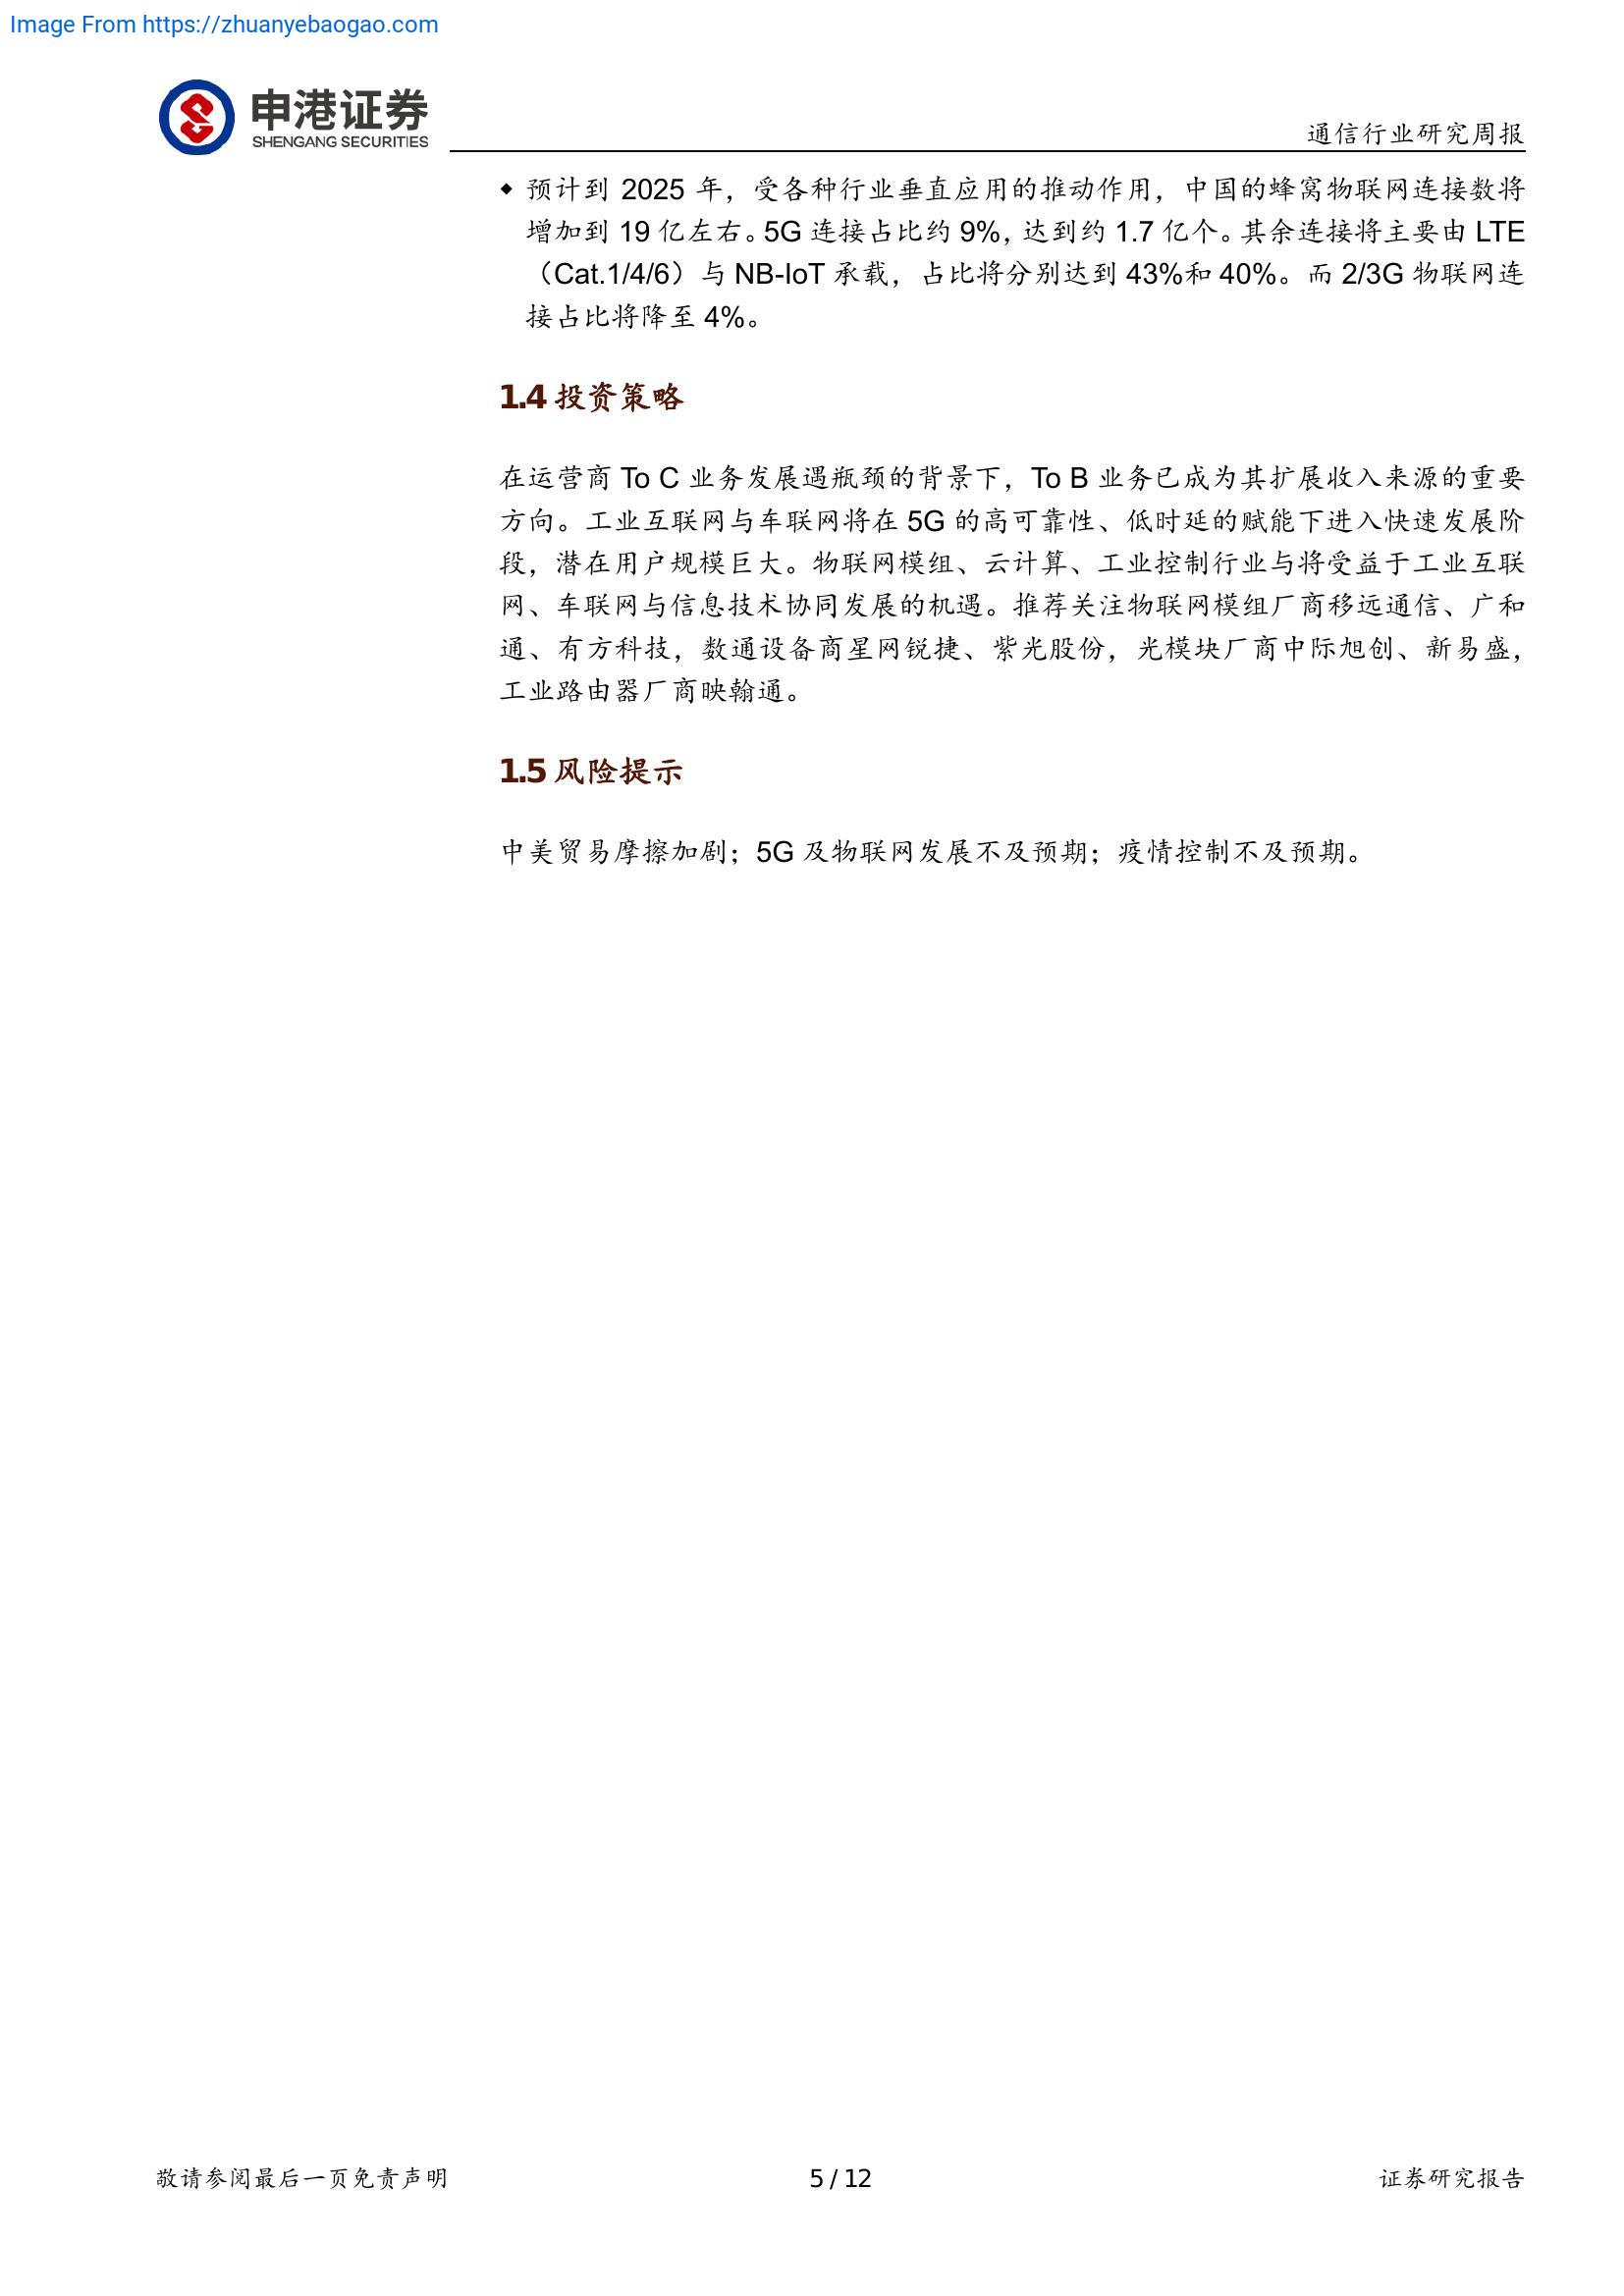 Image From https://zhuanyebaogao.com
申港证券
SHENGANG SECURITIES
通信行业研究周报
◆ 预计到 2025 年，受各种行业垂直应用的推动作用，中国的蜂窝物联网连接数将
增加到 19 亿左右。5G 连接占比约 9%，达到约 1.7 亿个。其余连接将主要由 LTE
（Cat.1/4/6）与 NB-IoT 承载，占比将分别达到 43%和 40%。而 2/3G 物联网连
接占比将降至 4%。
1.4 投资策略
在运营商 To C 业务发展遇瓶颈的背景下，To B 业务已成为其扩展收入来源的重要
方向。工业互联网与车联网将在 5G 的高可靠性、低时延的赋能下进入快速发展阶
段，潜在用户规模巨大。物联网模组、云计算、工业控制行业与将受益于工业互联
网、车联网与信息技术协同发展的机遇。推荐关注物联网模组厂商移远通信、广和
通、有方科技，数通设备商星网锐捷、紫光股份，光模块厂商中际旭创、新易盛，
工业路由器厂商映翰通。
1.5 风险提示
中美贸易摩擦加剧；5G 及物联网发展不及预期；疫情控制不及预期。
敬请参阅最后一页免责声明
5 / 12
证券研究报告